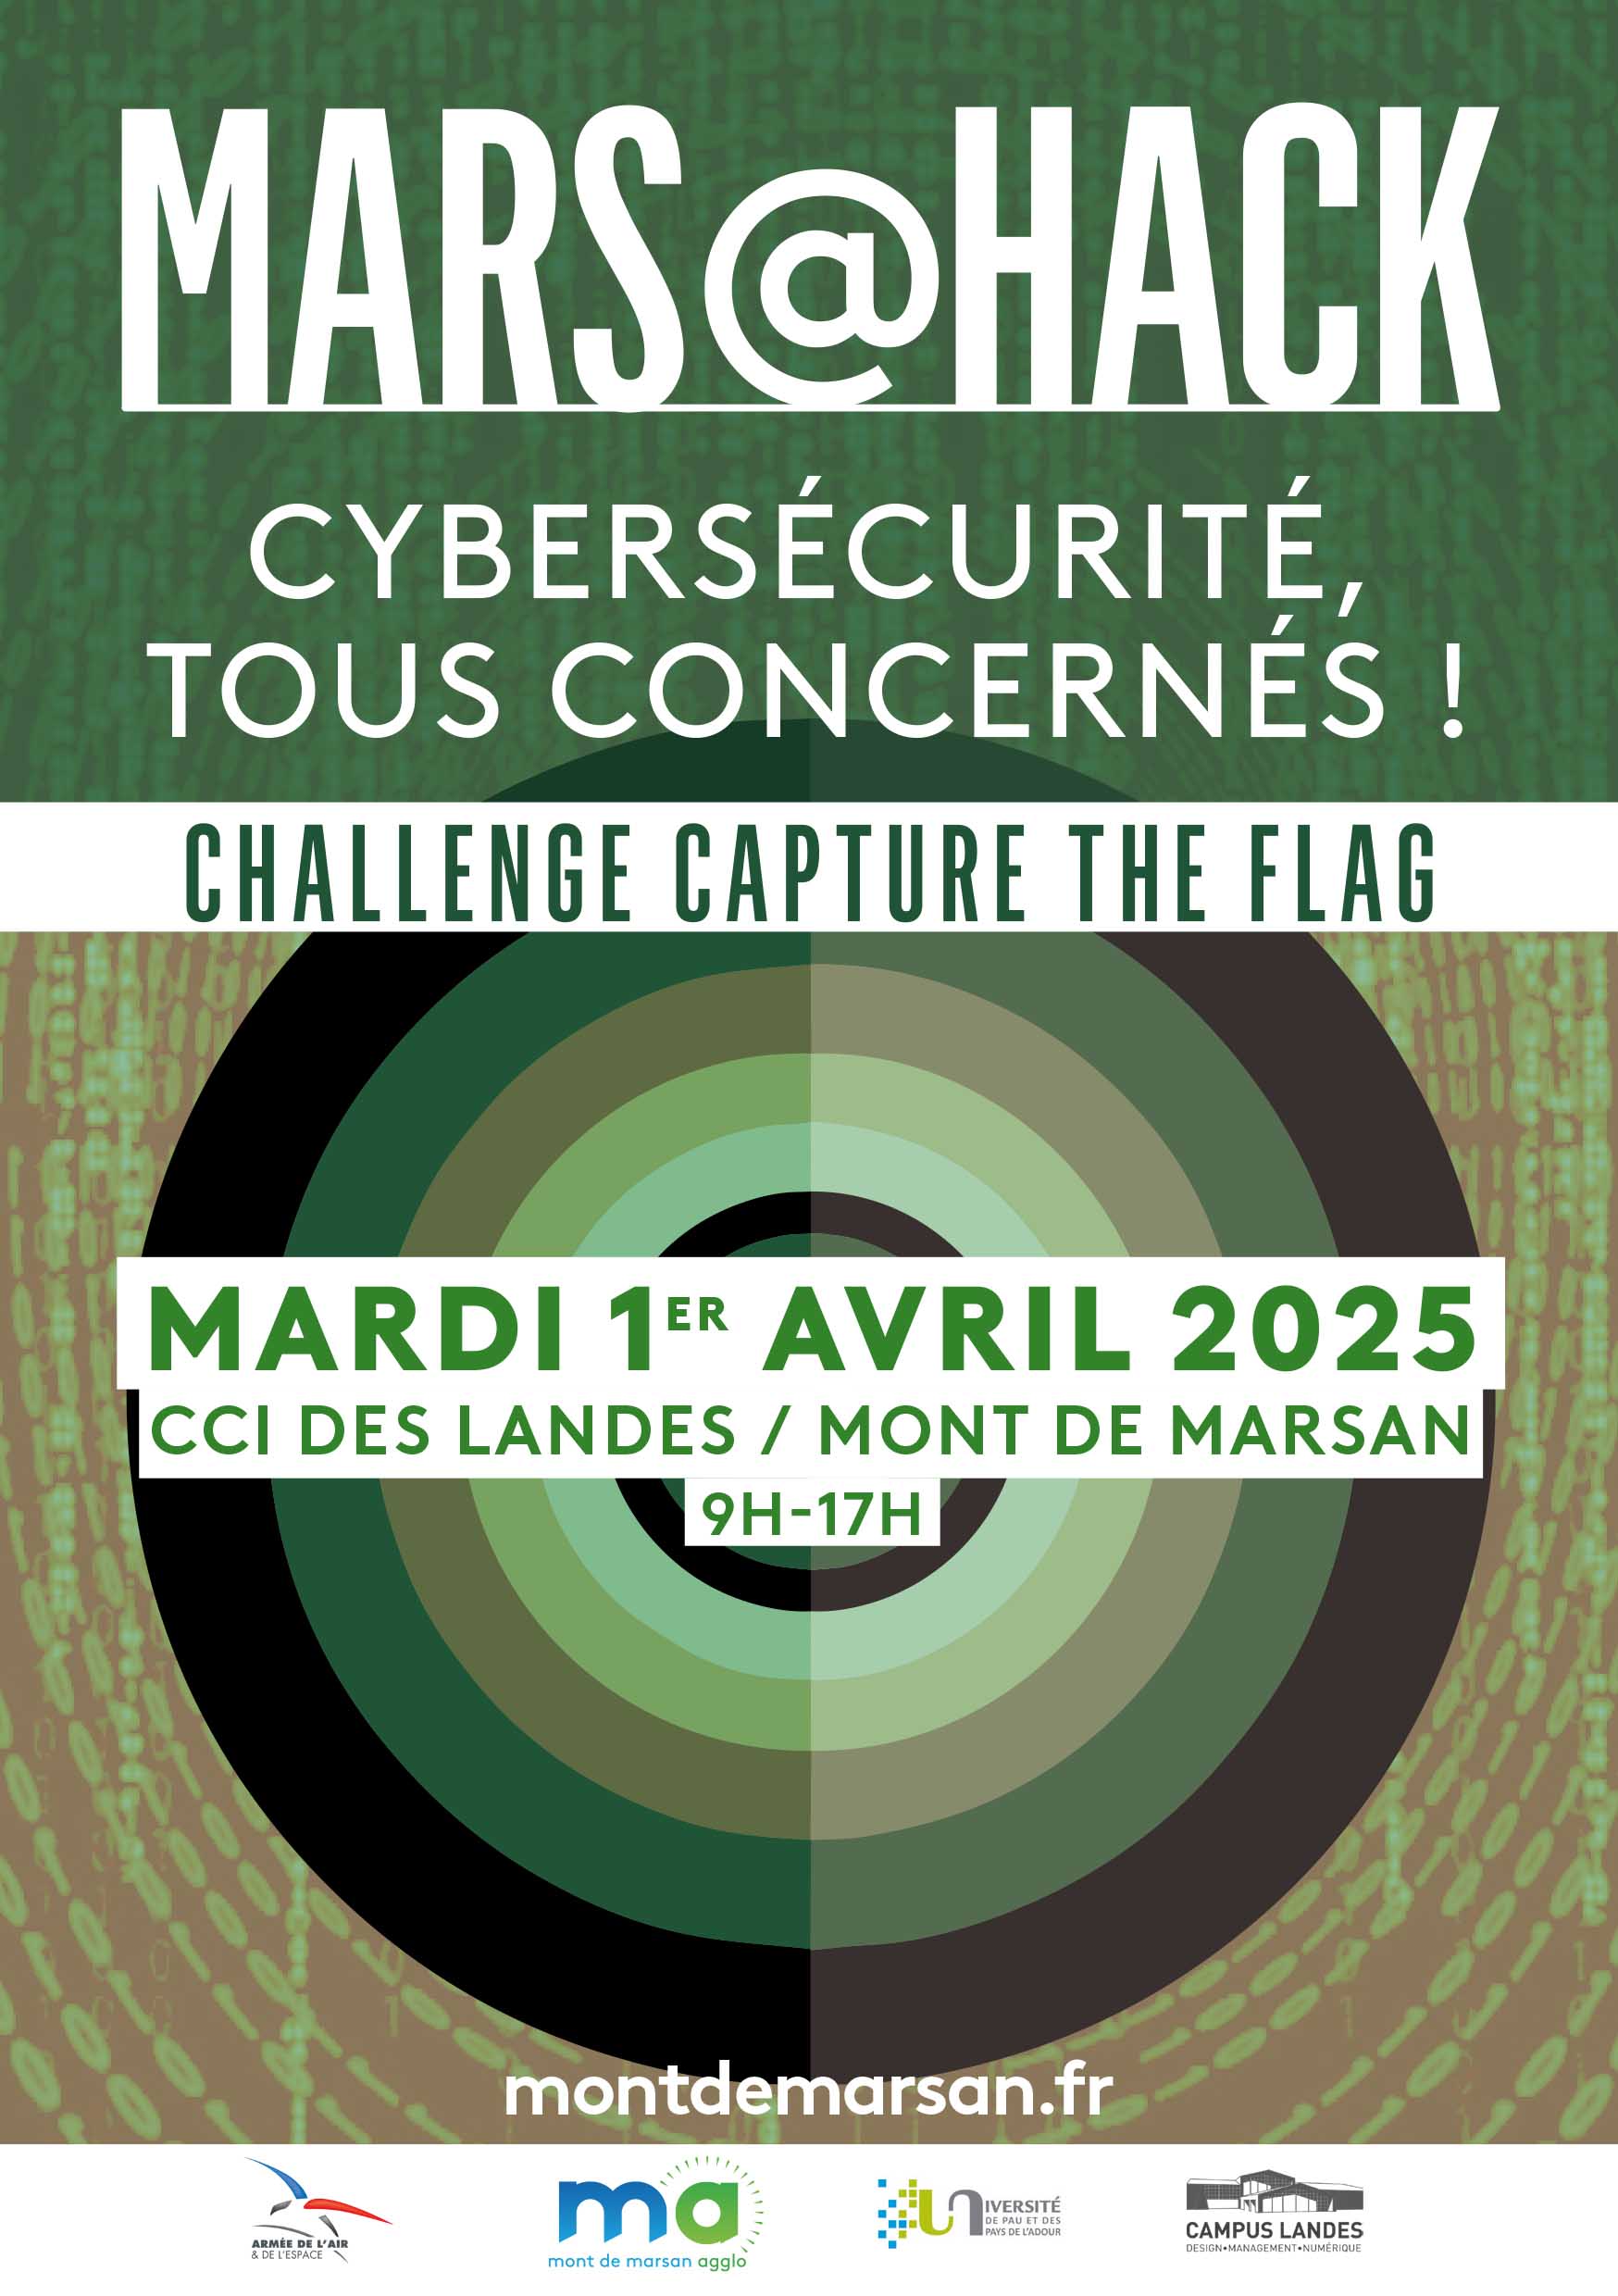 MARS@HACK
CYBERSÉCURITÉ,
TOUS CONCERNÉS !
CHALLENGE CAPTURE THE FLAG
MARDI 1ER AVRIL 2025
CCI DES LANDES / MONT DE MARSAN
9H-17H
montdemarsan.fr
ARMÉE DE L'AIR
& DE L'ESPACE
ma
mont de marsan agglo
UNIVERSITÉ
DE PAU ET DES
PAYS DE L'ADOUR
CAMPUS LANDES
DESIGN•MANAGEMENT•NUMÉRIQUE